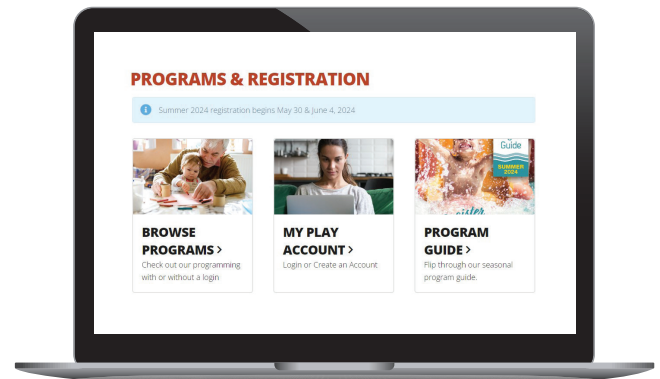 PROGRAMS & REGISTRATION
Summer 2024 registration begins May 30 & June 4, 2024
Guide
SUMMER
2024
BROWSE
PROGRAMS >
Check out our programming
with or without a login
MY PLAY
ACCOUNT >
Login or Create an Account
PROGRAM
GUIDE >
Flip through our seasonal
program guide.